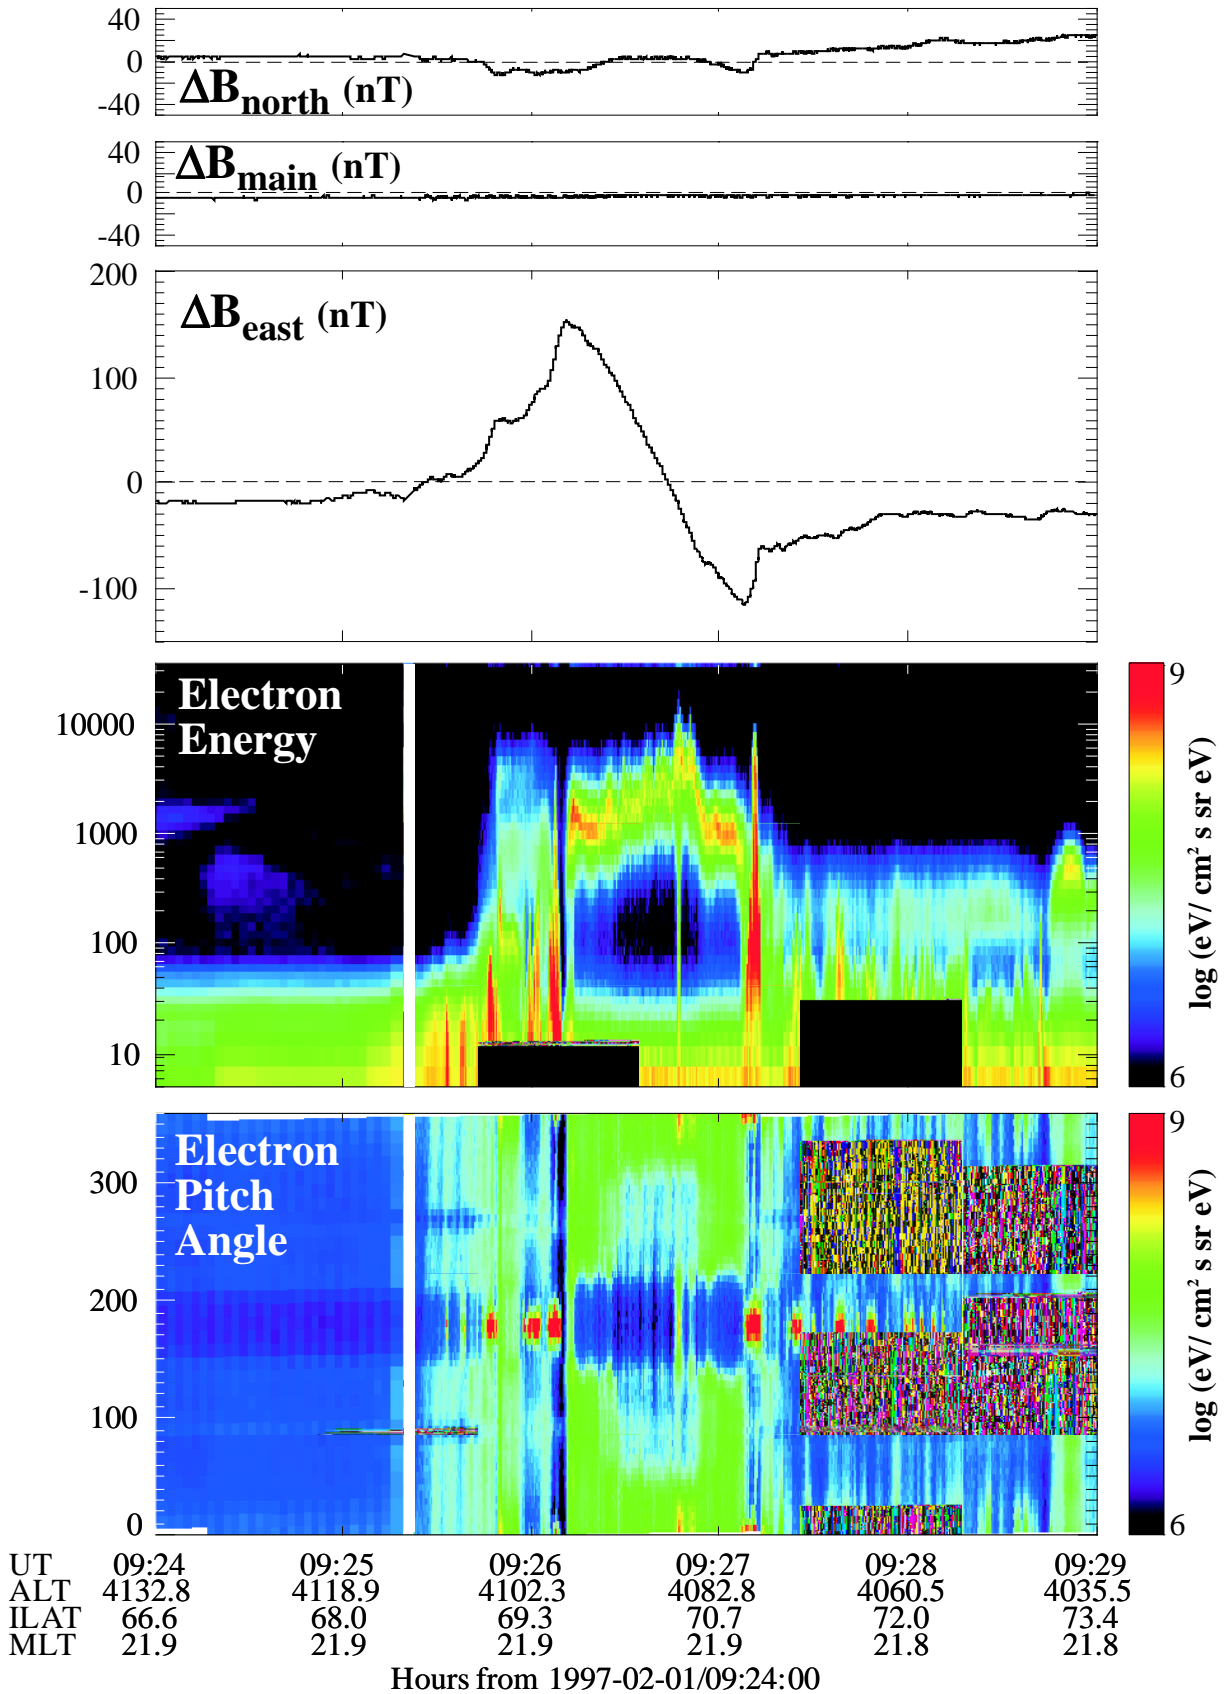 40
0
-40
ΔB_north (nT)
40
0
-40
ΔB_main (nT)
200
100
0
-100
ΔB_east (nT)
Electron
Energy
10000
1000
100
10
9
6
log (eV/ cm² s sr eV)
Electron
Pitch
Angle
300
200
100
0
9
6
log (eV/ cm² s sr eV)
UT 09:24 09:25 09:26 09:27 09:28 09:29
ALT 4132.8 4118.9 4102.3 4082.8 4060.5 4035.5
ILAT 66.6 68.0 69.3 70.7 72.0 73.4
MLT 21.9 21.9 21.9 21.9 21.8 21.8
Hours from 1997-02-01/09:24:00